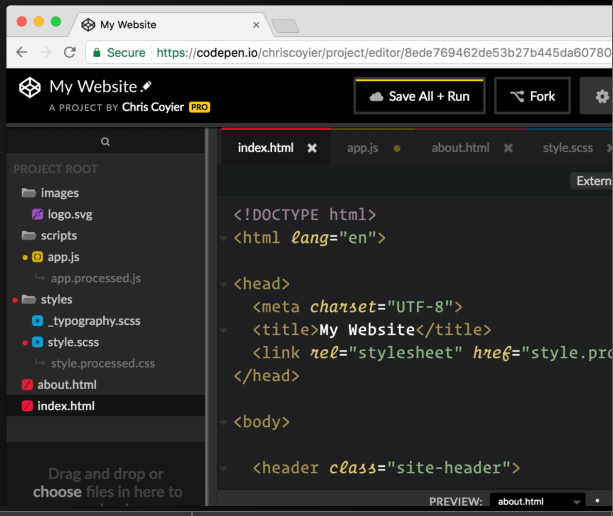 My Website
Secure https://codepen.io/chriscoyier/project/editor/8ede769462de53b27b445da60780
My Website
A PROJECT BY Chris Coyier PRO
Save All + Run
Fork
index.html
app.js
about.html
style.scss
PROJECT ROOT
images
logo.svg
scripts
app.js
app.processed.js
styles
_typography.scss
style.scss
style.processed.css
about.html
index.html
Drag and drop or
choose files in here to
Extern
<!DOCTYPE html>
<html lang="en">
<head>
<meta charset="UTF-8">
<title>My Website</title>
<link rel="stylesheet" href="style.pro
</head>
<body>
<header class="site-header">
PREVIEW: about.html